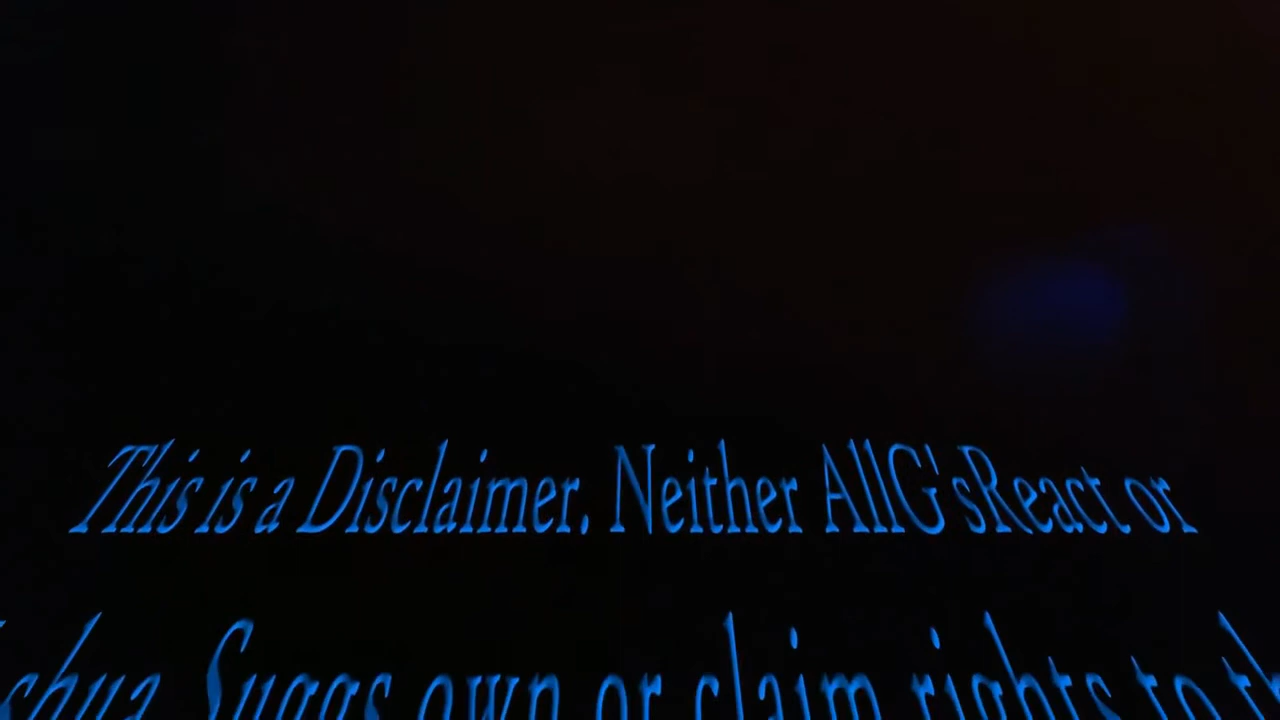 This is a Disclaimer. Neither AllG'sReact or
Suggs own or claim rights to